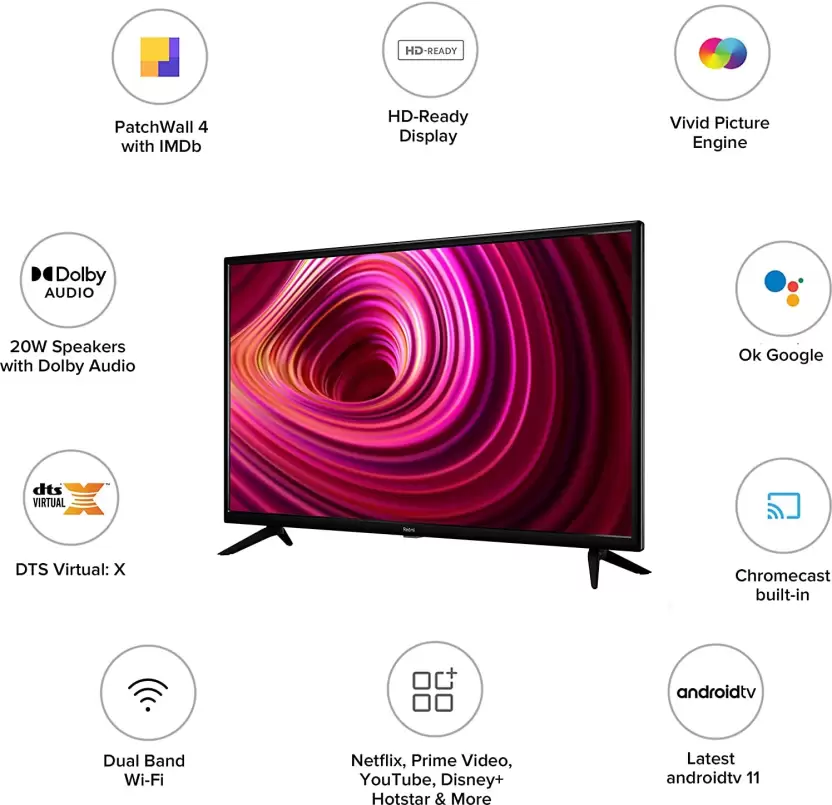 HD-READY
PatchWall 4
with IMDb
HD-Ready
Display
Vivid Picture
Engine
Dolby
AUDIO
20W Speakers
with Dolby Audio
Ok Google
dts
VIRTUAL X
DTS Virtual: X
Redmi
Chromecast
built-in
Dual Band
Wi-Fi
Netflix, Prime Video,
YouTube, Disney+
Hotstar & More
androidtv
Latest
androidtv 11